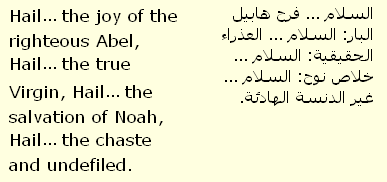 Hail... the joy of the
righteous Abel,
Hail... the true
Virgin, Hail... the
salvation of Noah,
Hail... the chaste
and undefiled.
السلام ... فرح هابيل
البار: السلام ... العذراء
الحقيقية: السلام ...
خلاص نوح: السلام ...
غير الدنسة الهادئة.